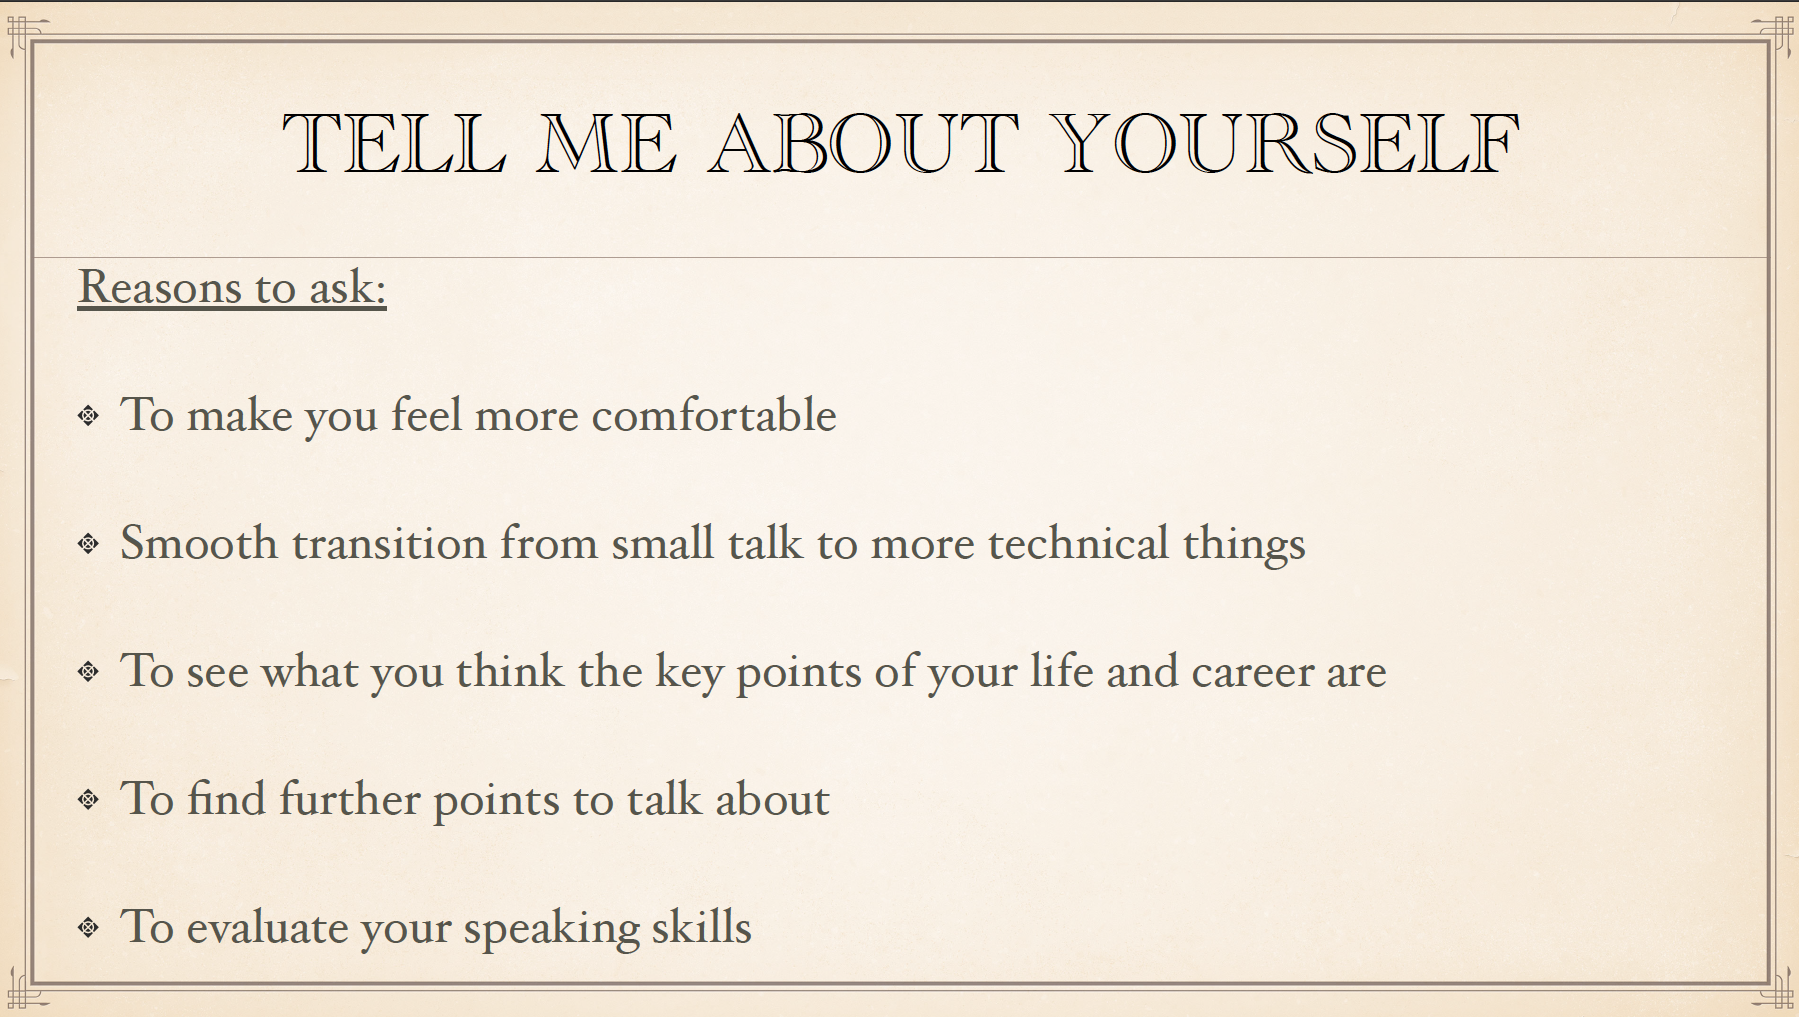 TELL ME ABOUT YOURSELF
Reasons to ask:
To make you feel more comfortable
Smooth transition from small talk to more technical things
To see what you think the key points of your life and career are
To find further points to talk about
To evaluate your speaking skills